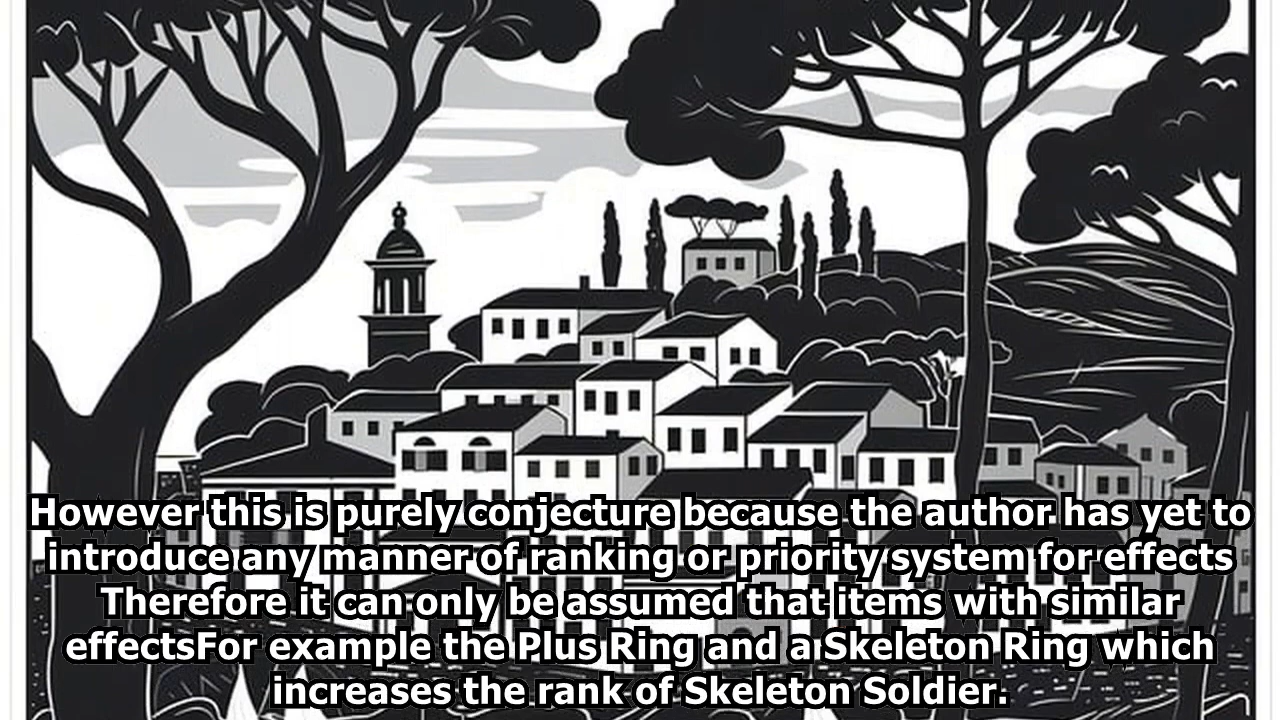 However this is purely conjecture because the author has yet to
introduce any manner of ranking or priority system for effects
Therefore it can only be assumed that items with similar
effectsFor example the Plus Ring and a Skeleton Ring which
increases the rank of Skeleton Soldier.